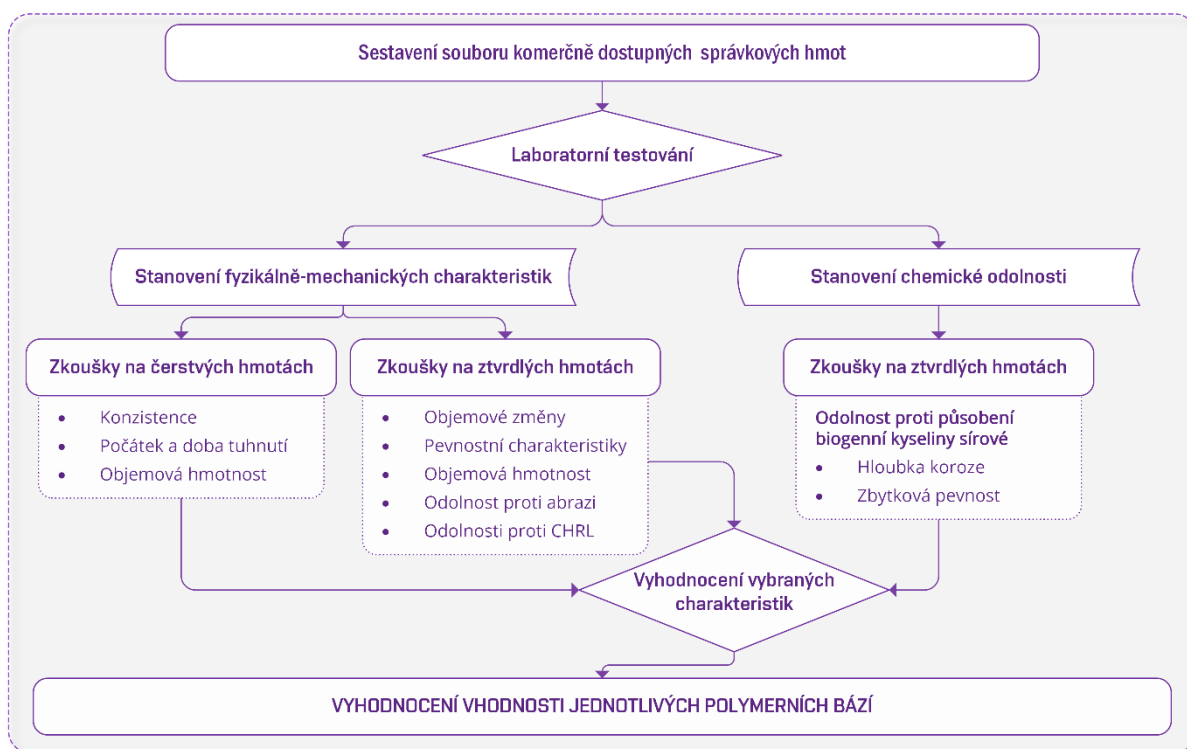 Sestavení souboru komerčně dostupných správkových hmot
Laboratorní testování
Stanovení fyzikálně-mechanických charakteristik
Stanovení chemické odolnosti
Zkoušky na čerstvých hmotách
• Konzistence
• Počátek a doba tuhnutí
• Objemová hmotnost
Zkoušky na ztvrdlých hmotách
• Objemové změny
• Pevnostní charakteristiky
• Objemová hmotnost
• Odolnost proti abrazi
• Odolnosti proti CHRL
Zkoušky na ztvrdlých hmotách
Odolnost proti působení
biogenní kyseliny sírové
• Hloubka koroze
• Zbytková pevnost
Vyhodnocení vybraných
charakteristik
VYHODNOCENÍ VHODNOSTI JEDNOTLIVÝCH POLYMERNÍCH BÁZÍ